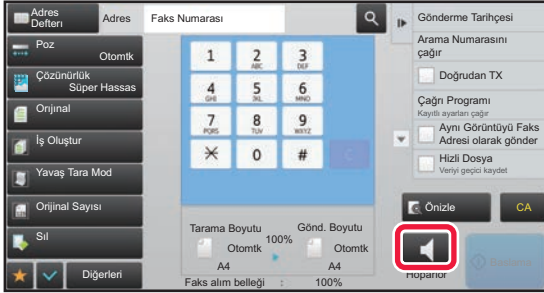 Adres
Defteri
Adres
Faks Numarası
Poz
Otomtk
Çözünürlük
Süper Hassas
Orjınal
İş Oluştur
Yavaş Tara Mod
Orijinal Sayısı
Sıl
Diğerleri
1
2
ABC
3
DEF
4
GHI
5
JKL
6
MNO
7
PQRS
8
TUV
9
WXYZ
0
#
C
Tarama Boyutu
Gönd. Boyutu
100%
Otomtk
Otomtk
A4
A4
Faks alım belleği : 100%
Gönderme Tarihçesi
Arama Numarasını
çağır
Doğrudan TX
Çağrı Programı
Kayıtlı ayarları çağır
Aynı Görüntüyü Faks
Adresi olarak gönder
Hizli Dosya
Veriyi geçici kaydet
Önizle
CA
Hoparlör